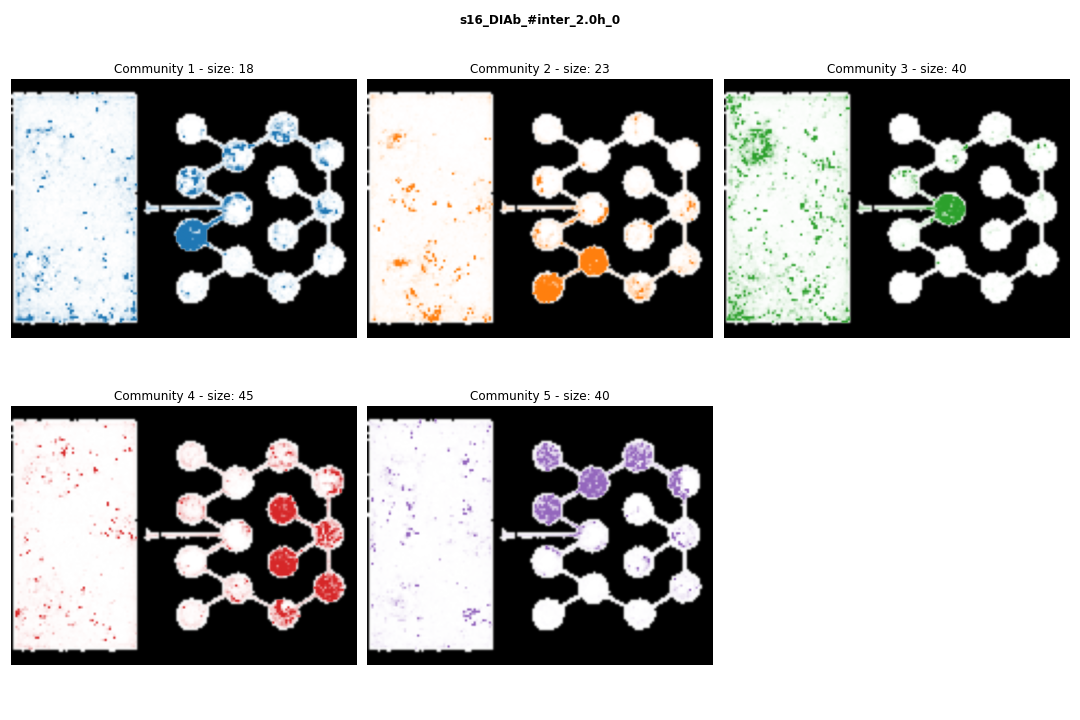 s16_DIAb_#inter_2.0h_0
Community 1 - size: 18
Community 2 - size: 23
Community 3 - size: 40
Community 4 - size: 45
Community 5 - size: 40